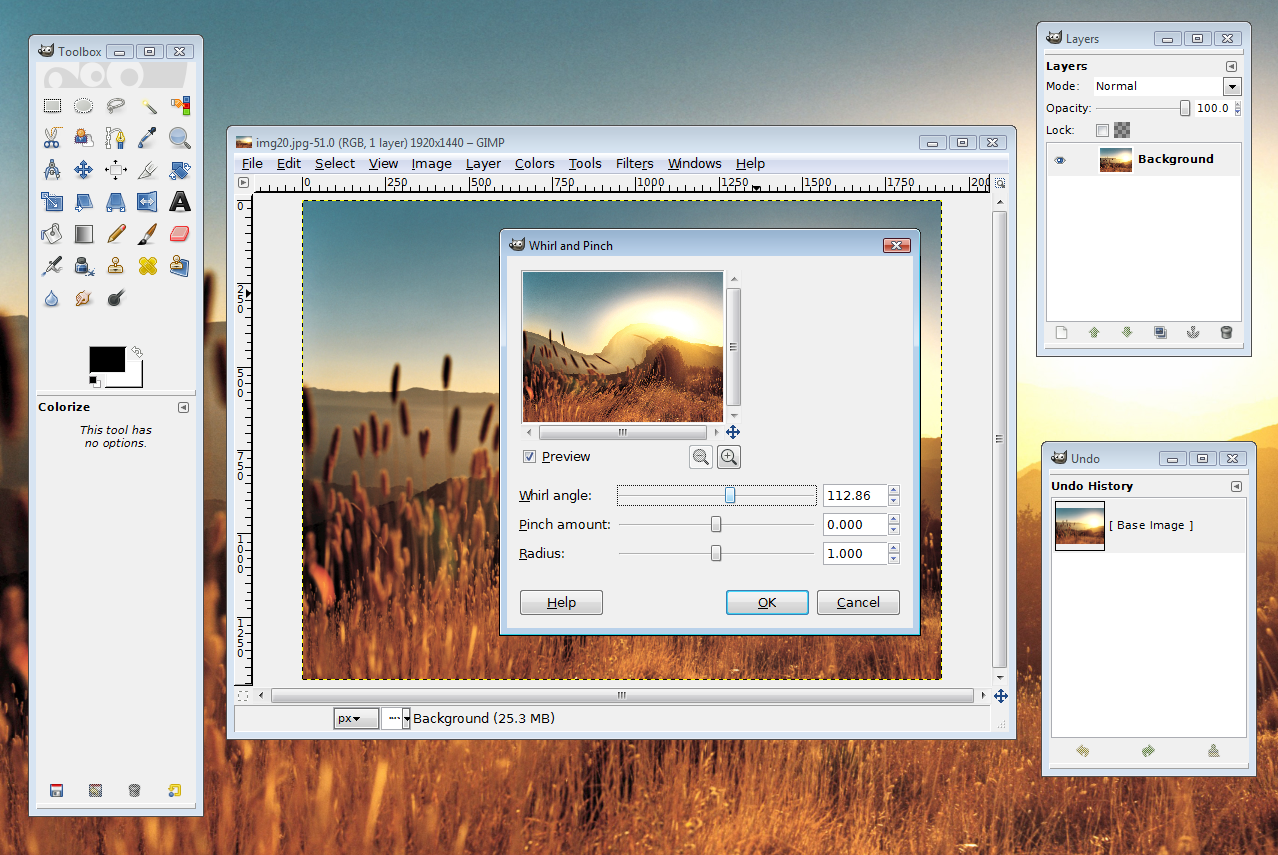 Toolbox
Colorize
This tool has
no options.
img20.jpg-51.0 (RGB, 1 layer) 1920x1440 – GIMP
File Edit Select View Image Layer Colors Tools Filters Windows Help
0 250 500 750 1000 1250 1500 1750 200
0
250
500
750
1000
1250
Whirl and Pinch
Preview
Whirl angle: 112.86
Pinch amount: 0.000
Radius: 1.000
Help OK Cancel
px Background (25.3 MB)
Layers
Layers
Mode: Normal
Opacity: 100.0
Lock:
Background
Undo
Undo History
[ Base Image ]